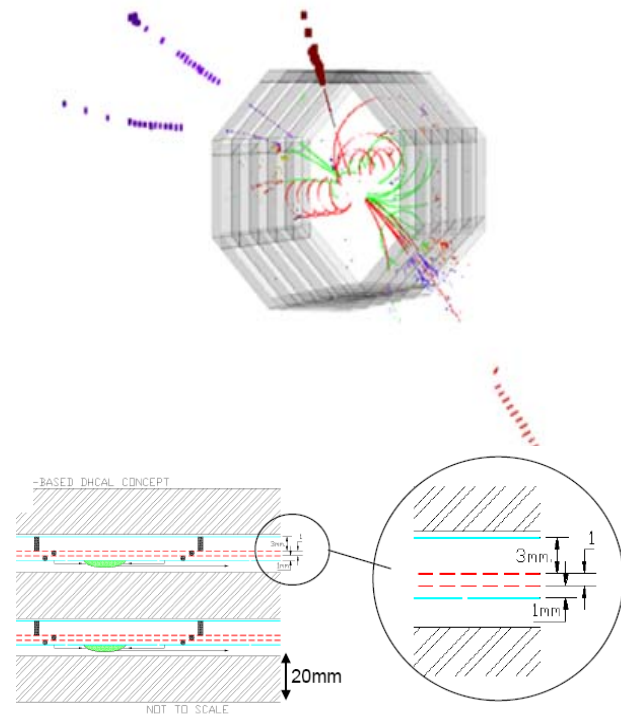 -BASED DHCAL CONCEPT
3mm
1
1mm
20mm
NOT TO SCALE
1
3mm.
1mm